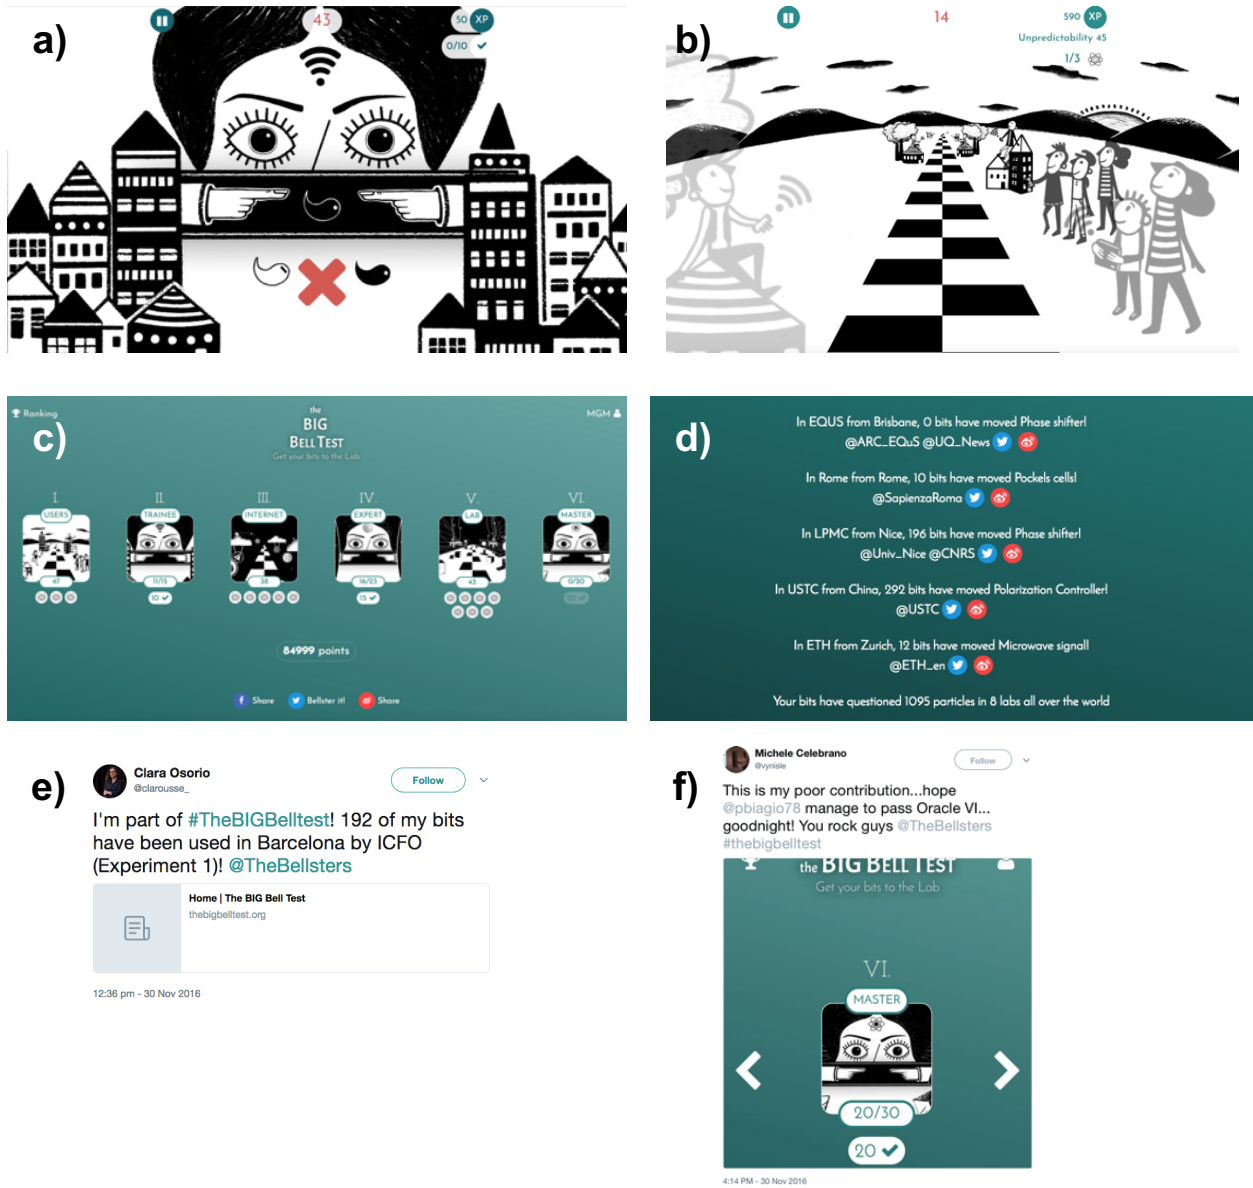 a)
43
50 XP
0/10
b)
14
590 XP
Unpredictability 45
1/3
c)
Ranking
the
BIG
BELL TEST
Get your bits to the Lab
MGM
I. II. III. IV. V. VI.
USERS TRAINEE INTERNET EXPERT LAB MASTER
47 11/15 38 16/23 43 0/20
10 15
84999 points
Share Bellster it! Share
d)
In EQUS from Brisbane, 0 bits have moved Phase shifter!
@ARC_EQuS @UQ_News
In Rome from Rome, 10 bits have moved Pockels cells!
@SapienzaRoma
In LPMC from Nice, 196 bits have moved Phase shifter!
@Univ_Nice @CNRS
In USTC from China, 292 bits have moved Polarization Controller!
@USTC
In ETH from Zurich, 12 bits have moved Microwave signal!
@ETH_en
Your bits have questioned 1095 particles in 8 labs all over the world
e)
Clara Osorio
@clarousse_
Follow
I'm part of #TheBIGBelltest! 192 of my bits
have been used in Barcelona by ICFO
(Experiment 1)! @TheBellsters
Home | The BIG Bell Test
thebigbelltest.org
12:36 pm - 30 Nov 2016
f)
Michele Celebrano
@vynisle
Follow
This is my poor contribution...hope
@pbiagio78 manage to pass Oracle VI...
goodnight! You rock guys @TheBellsters
#thebigbelltest
the BIG BELL TEST
Get your bits to the Lab
VI.
MASTER
20/30
20
4:14 PM - 30 Nov 2016